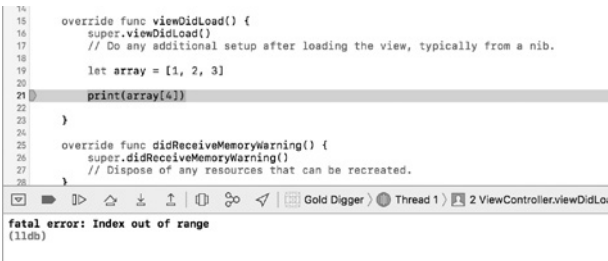 14
15 override func viewDidLoad() {
16 super.viewDidLoad()
17 // Do any additional setup after loading the view, typically from a nib.
18
19 let array = [1, 2, 3]
20
21 print(array[4])
22
23 }
24
25 override func didReceiveMemoryWarning() {
26 super.didReceiveMemoryWarning()
27 // Dispose of any resources that can be recreated.
28 }
Gold Digger Thread 1 2 ViewController.viewDidLoa
fatal error: Index out of range
(lldb)